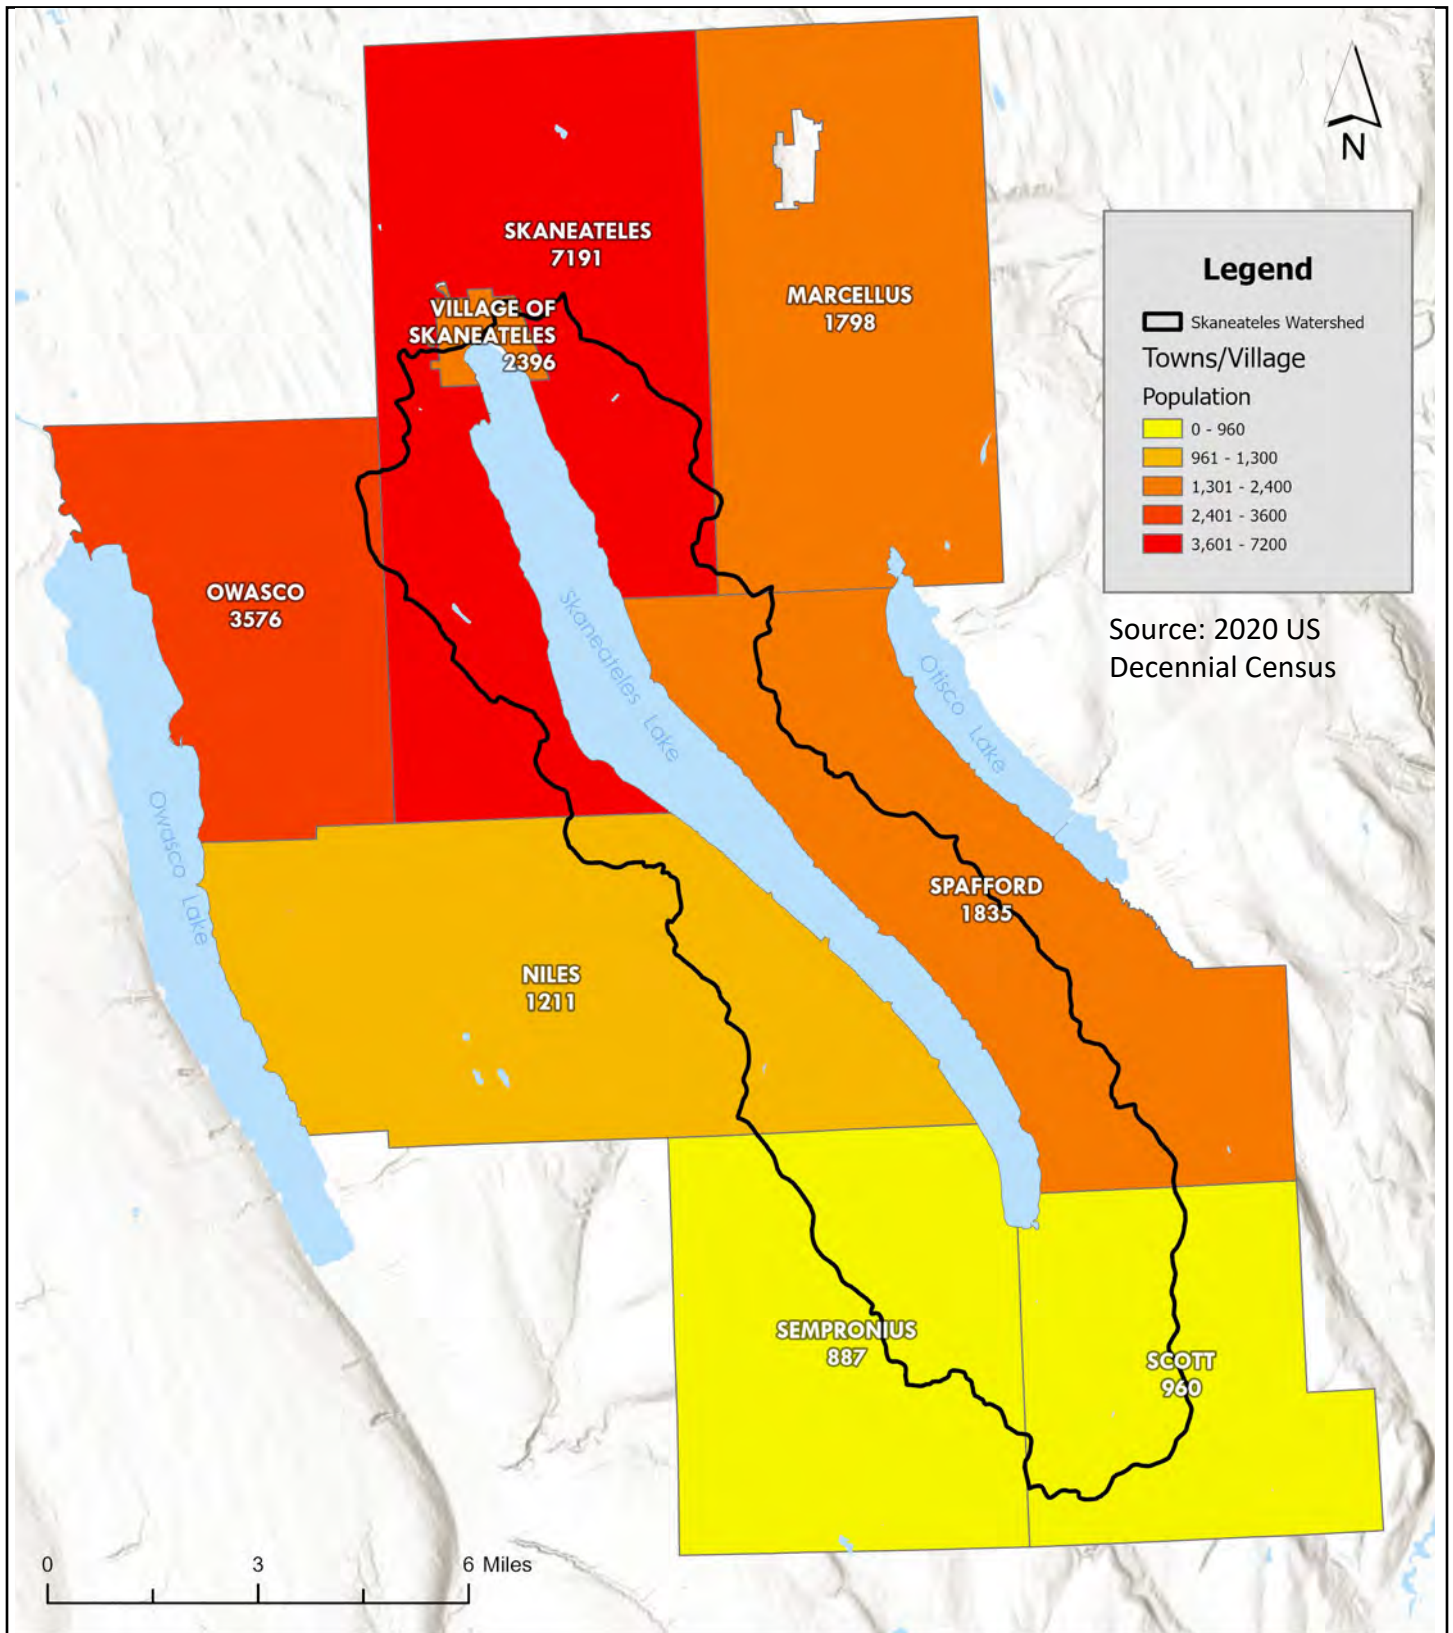 N
SKANEATELES
7191
MARCELLUS
1798
VILLAGE OF
SKANEATELES
2396
Legend
Skaneateles Watershed
Towns/Village
Population
0 - 960
961 - 1,300
1,301 - 2,400
2,401 - 3600
3,601 - 7200
Source: 2020 US
Decennial Census
OWASCO
3576
Skaneateles Lake
Otisco Lake
Owasco Lake
SPAFFORD
1835
NILES
1211
SEMPRONIUS
887
SCOTT
960
0 3 6 Miles